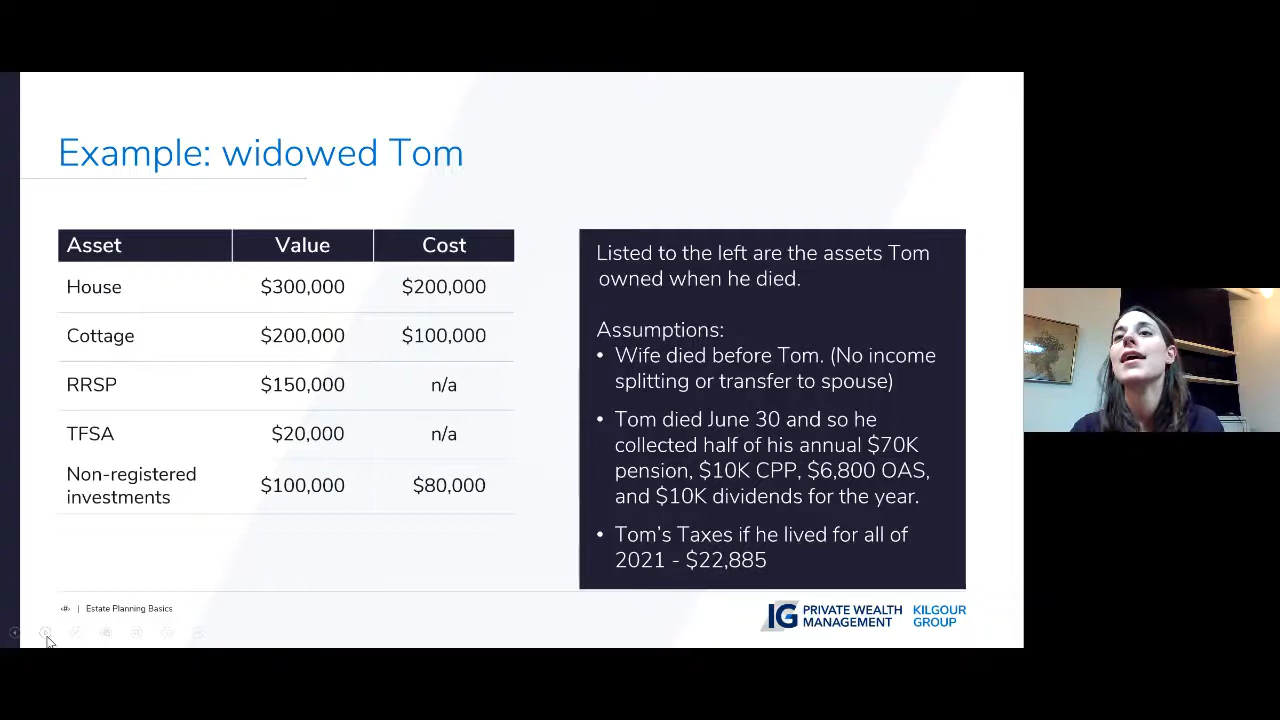 Example: widowed Tom
Asset Value Cost
House $300,000 $200,000
Cottage $200,000 $100,000
RRSP $150,000 n/a
TFSA $20,000 n/a
Non-registered
investments $100,000 $80,000
Listed to the left are the assets Tom
owned when he died.
Assumptions:
• Wife died before Tom. (No income
splitting or transfer to spouse)
• Tom died June 30 and so he
collected half of his annual $70K
pension, $10K CPP, $6,800 OAS,
and $10K dividends for the year.
• Tom's Taxes if he lived for all of
2021 - $22,885
‹#› | Estate Planning Basics
IG PRIVATE WEALTH
MANAGEMENT
KILGOUR
GROUP